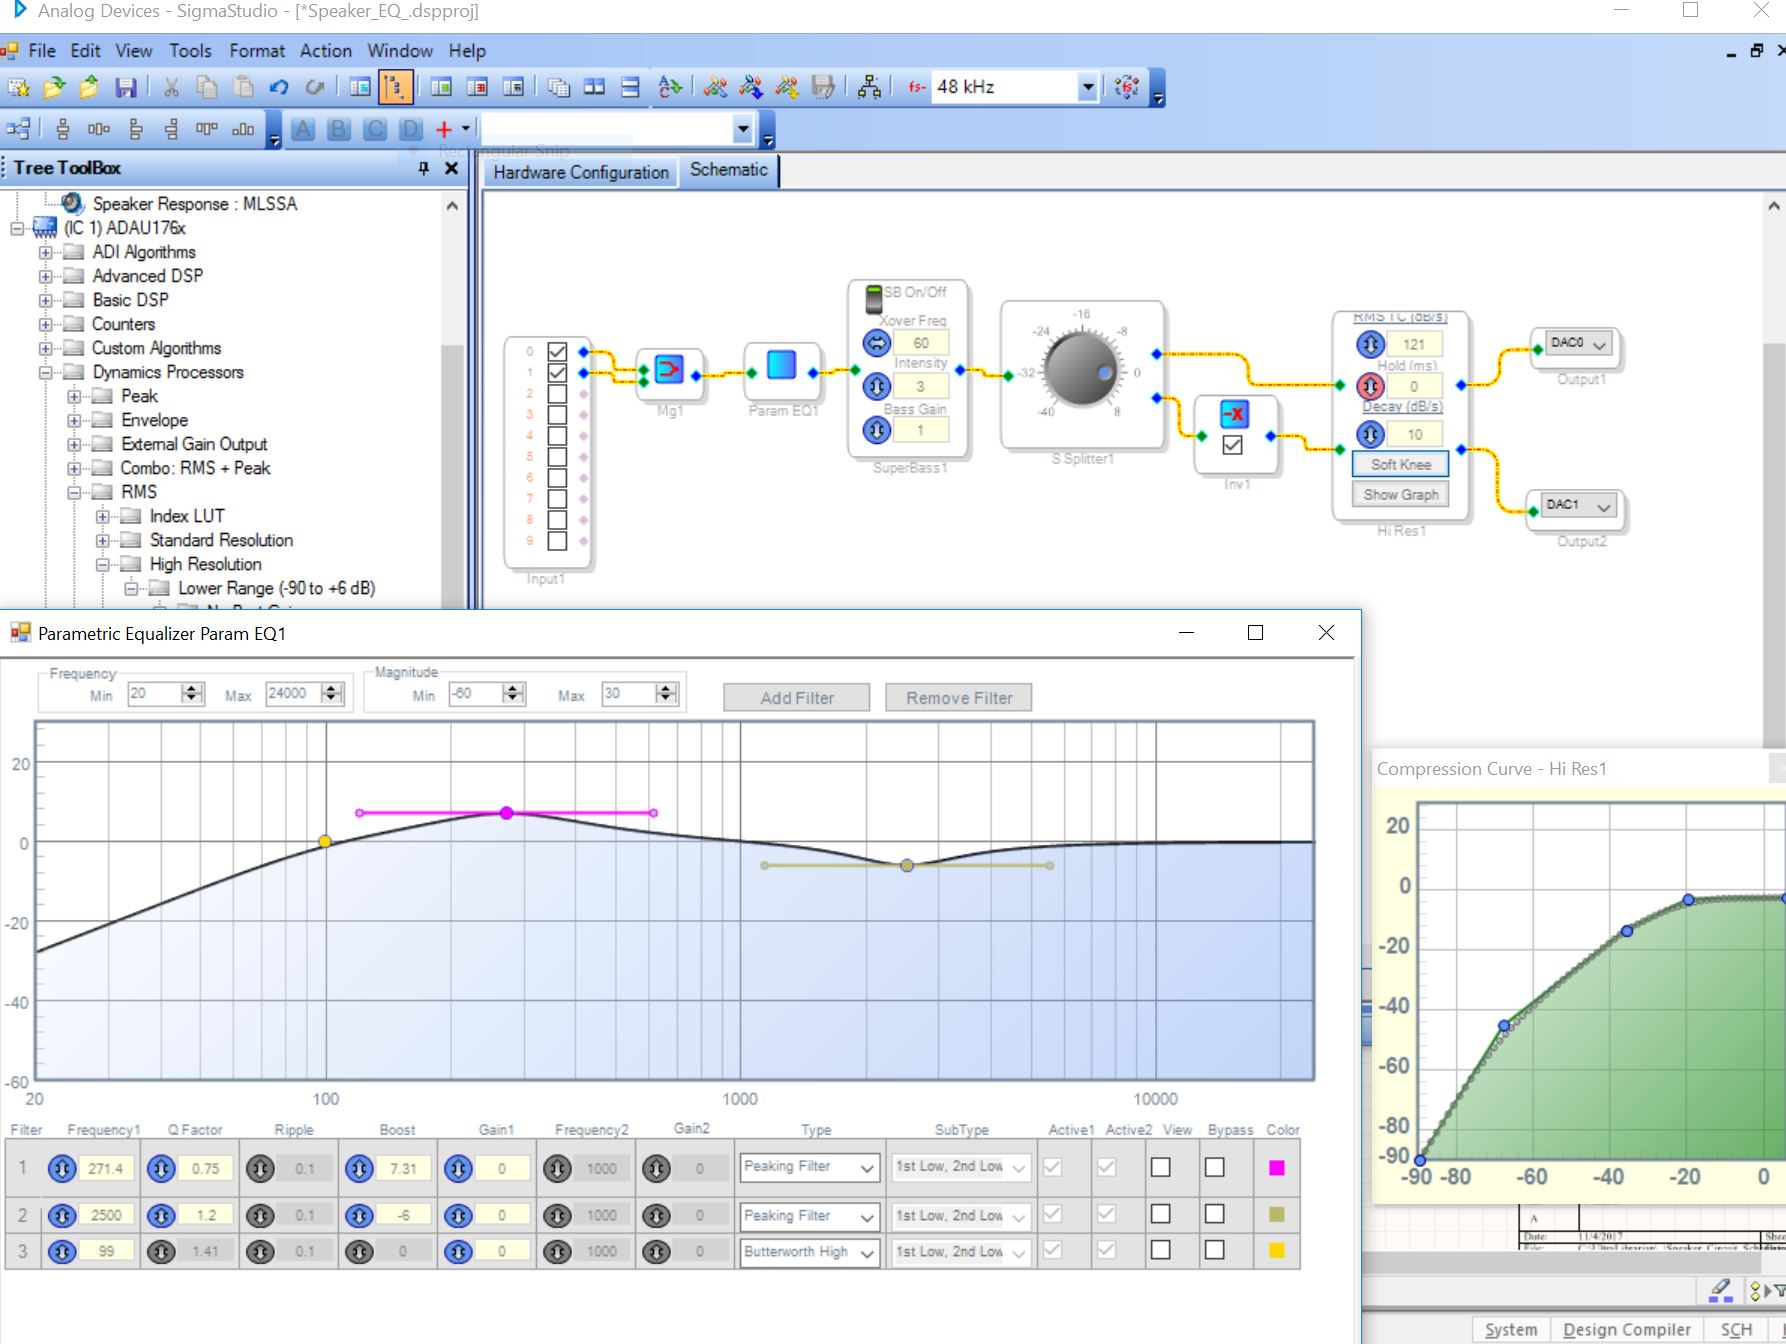 Analog Devices - SigmaStudio - [*Speaker_EQ_.dspproj]
File Edit View Tools Format Action Window Help
fs- 48 kHz
A B C D
Rectangular Snip
Tree ToolBox
Hardware Configuration Schematic
Speaker Response : MLSSA
(IC 1) ADAU176x
ADI Algorithms
Advanced DSP
Basic DSP
Counters
Custom Algorithms
Dynamics Processors
Peak
Envelope
External Gain Output
Combo: RMS + Peak
RMS
Index LUT
Standard Resolution
High Resolution
Lower Range (-90 to +6 dB)
0
1
2
3
4
5
6
7
8
9
Input1
Mg1
Param EQ1
SB On/Off
Xover Freq
60
Intensity
3
Bass Gain
1
SuperBass1
-16
-24 -8
-32 0
-40 8
S Splitter1
-X
Inv1
RMS TC (dB/s)
121
Hold (ms)
0
Decay (dB/s)
10
Soft Knee
Show Graph
Hi Res1
DAC0
Output1
DAC1
Output2
Parametric Equalizer Param EQ1
Frequency Magnitude
Min 20 Max 24000 Min -60 Max 30 Add Filter Remove Filter
20
0
-20
-40
-60
20 100 1000 10000
Filter Frequency1 Q Factor Ripple Boost Gain1 Frequency2 Gain2 Type SubType Active1 Active2 View Bypass Color
1 271.4 0.75 0.1 7.31 0 1000 0 Peaking Filter 1st Low, 2nd Low
2 2500 1.2 0.1 -6 0 1000 0 Peaking Filter 1st Low, 2nd Low
3 99 1.41 0.1 0 0 1000 0 Butterworth High 1st Low, 2nd Low
Compression Curve - Hi Res1
20
0
-20
-40
-60
-80
-90
-90 -80 -60 -40 -20 0
A
Date: 11/4/2017
File:
System Design Compiler SCH